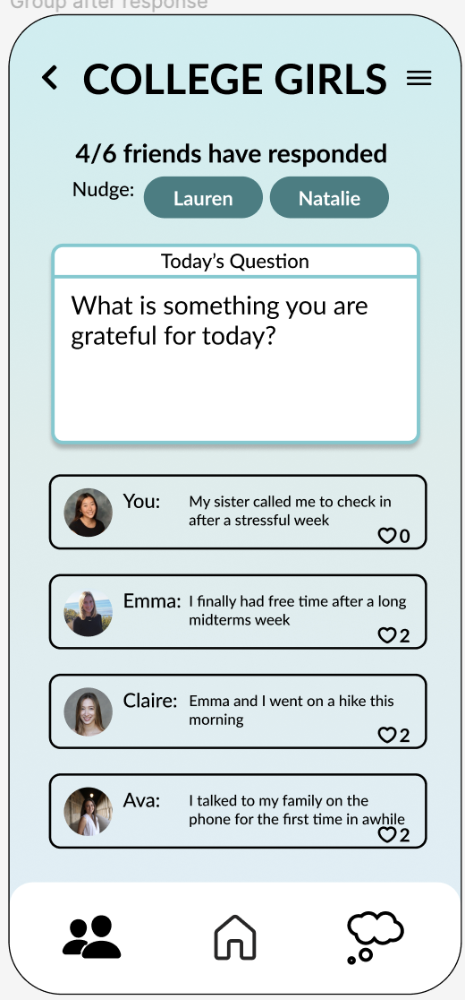 Group after response
COLLEGE GIRLS
4/6 friends have responded
Nudge: Lauren Natalie
Today's Question
What is something you are
grateful for today?
You: My sister called me to check in
after a stressful week
0
Emma: I finally had free time after a long
midterms week
2
Claire: Emma and I went on a hike this
morning
2
Ava: I talked to my family on the
phone for the first time in awhile
2